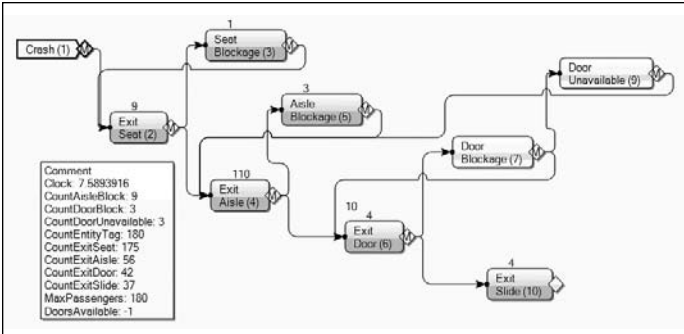 1
Seat
Blockage (3)
Crash (1)
M
M
Door
Unavailable (9)
M
3
Aisle
Blockage (5)
M
9
Exit
Seat (2)
M
Door
Blockage (7)
M
110
Exit
Aisle (4)
M
10
4
Exit
Door (6)
M
4
Exit
Slide (10)
Comment
Clock: 7.5893916
CountAisleBlock: 9
CountDoorBlock: 3
CountDoorUnavailable: 3
CountEntityTag: 180
CountExitSeat: 175
CountExitAisle: 56
CountExitDoor: 42
CountExitSlide: 37
MaxPassengers: 180
DoorsAvailable: -1